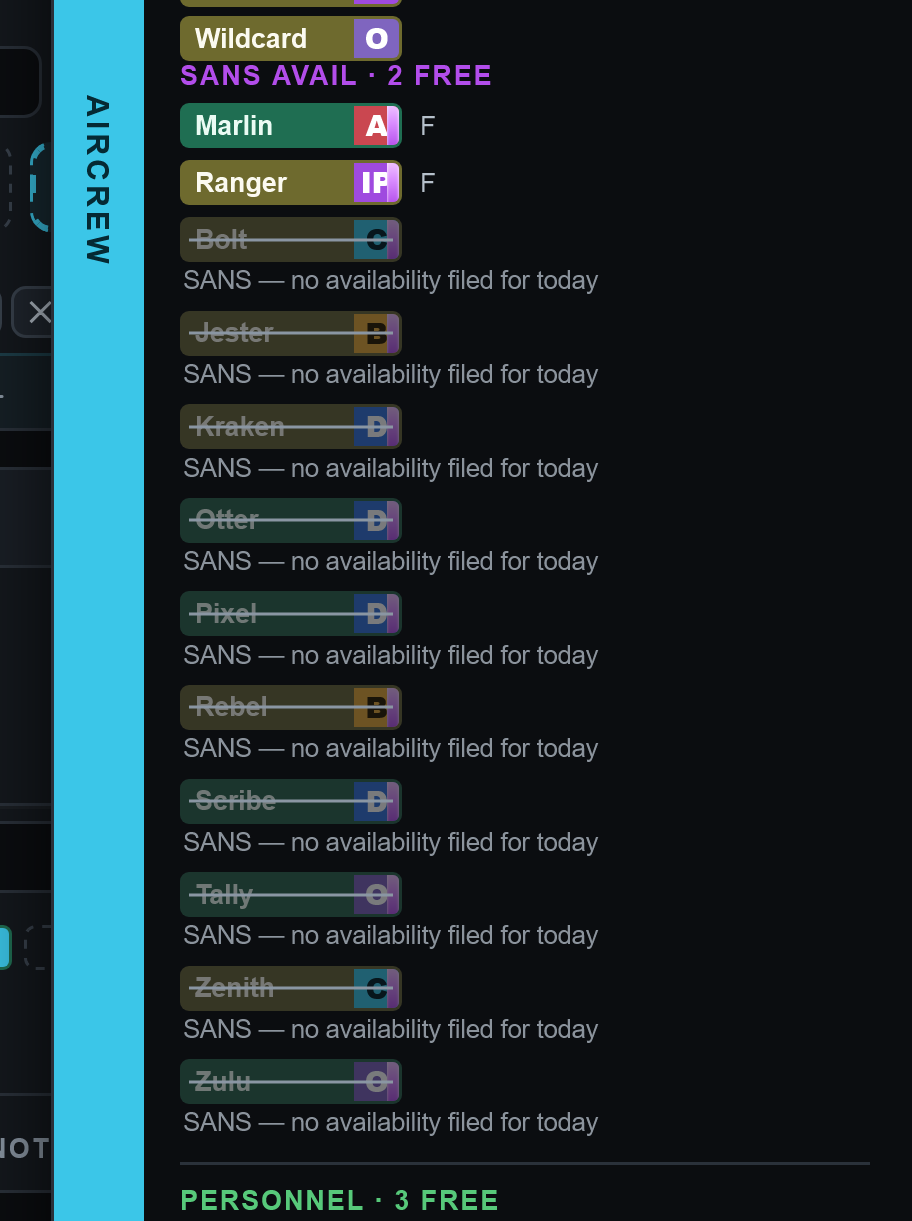 Wildcard O
SANS AVAIL · 2 FREE
AIRCREW
Marlin A F
Ranger IP F
Bolt C
SANS — no availability filed for today
Jester B
SANS — no availability filed for today
Kraken D
SANS — no availability filed for today
Otter D
SANS — no availability filed for today
Pixel D
SANS — no availability filed for today
Rebel B
SANS — no availability filed for today
Scribe D
SANS — no availability filed for today
Tally O
SANS — no availability filed for today
Zenith C
SANS — no availability filed for today
Zulu O
SANS — no availability filed for today
NOT
PERSONNEL · 3 FREE